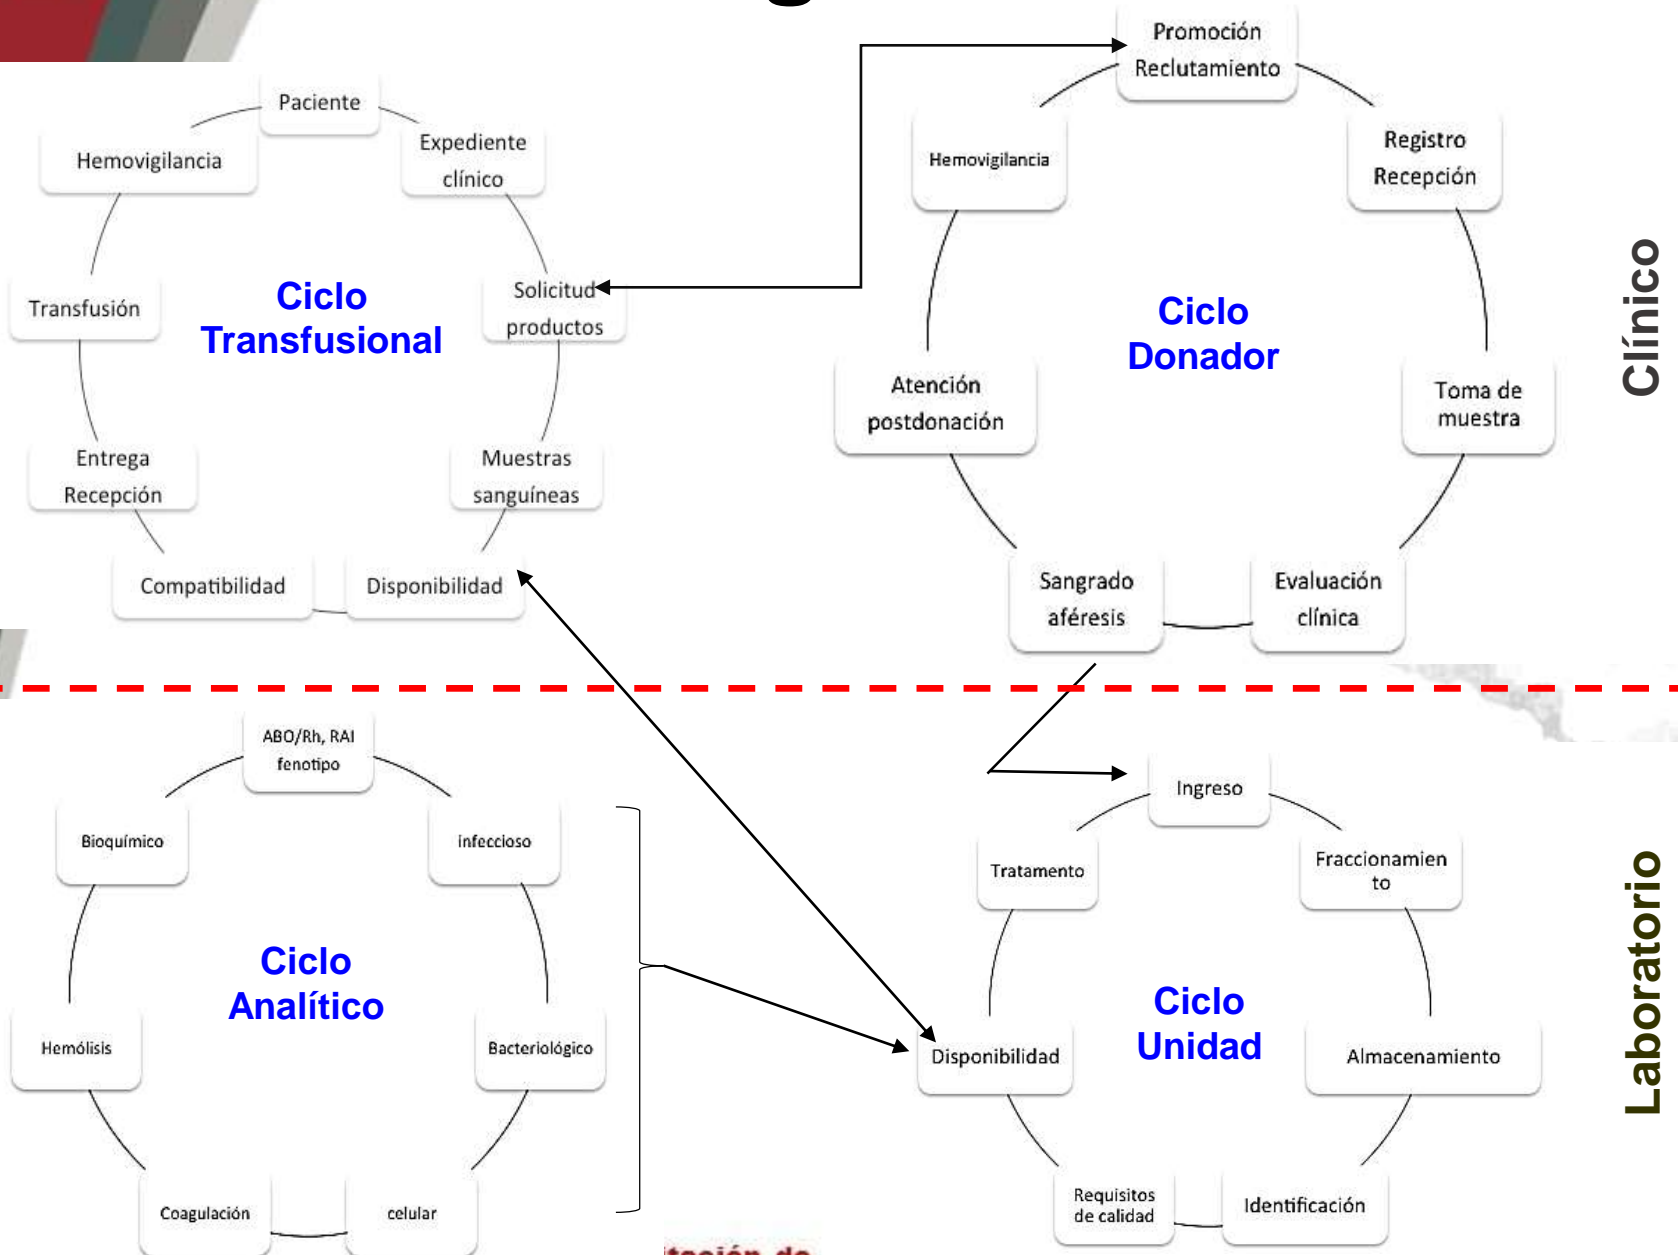 Paciente
Expediente
clínico
Solicitud
productos
Muestras
sanguíneas
Disponibilidad
Compatibilidad
Entrega
Recepción
Transfusión
Hemovigilancia
Ciclo
Transfusional
Promoción
Reclutamiento
Registro
Recepción
Toma de
muestra
Evaluación
clínica
Sangrado
aféresis
Atención
postdonación
Hemovigilancia
Ciclo
Donador
Clínico
ABO/Rh, RAI
fenotipo
infeccioso
Bacteriológico
celular
Coagulación
Hemólisis
Bioquímico
Ciclo
Analítico
Ingreso
Fraccionamien
to
Almacenamiento
Identificación
Requisitos
de calidad
Disponibilidad
Tratamento
Ciclo
Unidad
Laboratorio